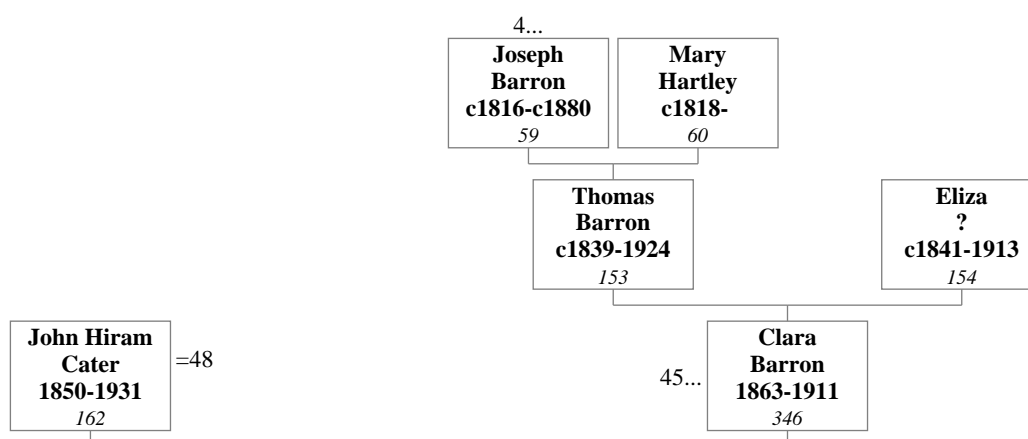 4...
Joseph
Barron
c1816-c1880
59
Mary
Hartley
c1818-
60
Thomas
Barron
c1839-1924
153
Eliza
?
c1841-1913
154
John Hiram
Cater
1850-1931
162
=48
45...
Clara
Barron
1863-1911
346